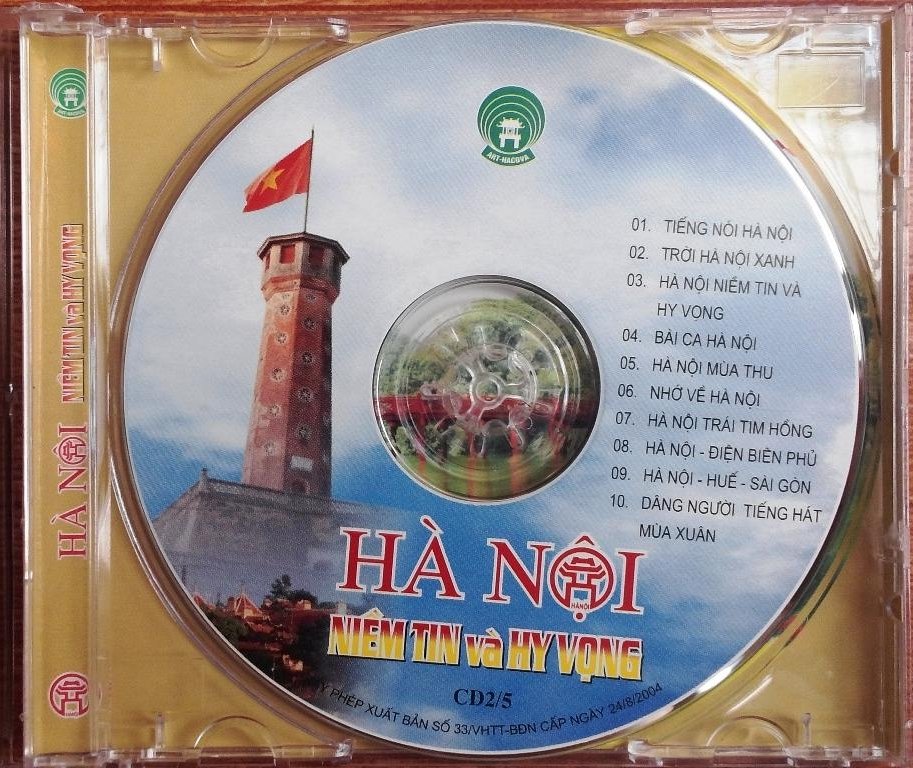 ART-HACOVA
01. TIẾNG NÓI HÀ NỘI
02. TRỜI HÀ NỘI XANH
03. HÀ NỘI NIỀM TIN VÀ
HY VỌNG
04. BÀI CA HÀ NỘI
05. HÀ NỘI MÙA THU
06. NHỚ VỀ HÀ NỘI
07. HÀ NỘI TRÁI TIM HỒNG
08. HÀ NỘI - ĐIỆN BIÊN PHỦ
09. HÀ NỘI - HUẾ - SÀI GÒN
10. DÂNG NGƯỜI TIẾNG HÁT
MÙA XUÂN
HÀ NỘI
HÀNỘI
NIỀM TIN và HY VỌNG
CD2/5
PHÉP XUẤT BẢN SỐ 33/VHTT-BĐN CẤP NGÀY 24/8/2004
HÀ NỘI NIỀM TIN và HY VỌNG